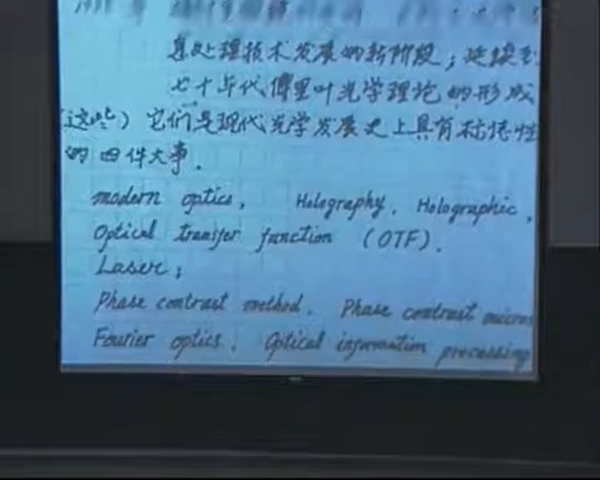 息处理技术发展的新阶段；延续到
七十年代傅里叶光学理论的形成
（这些）它们是现代光学发展史上具有标志性
的四件大事.
modern optics, Holography, Holographic,
Optical transfer function (OTF).
Laser;
Phase contrast method. Phase contrast micros
Fourier optics. Optical information processing